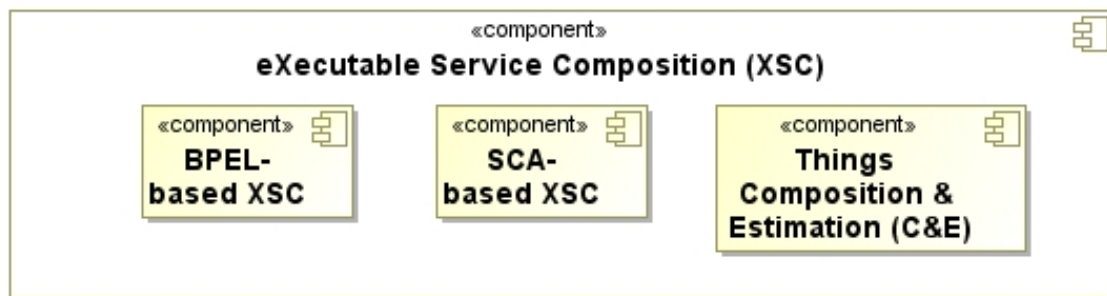 «component»
eXecutable Service Composition (XSC)
«component»
BPEL-
based XSC
«component»
SCA-
based XSC
«component»
Things
Composition &
Estimation (C&E)